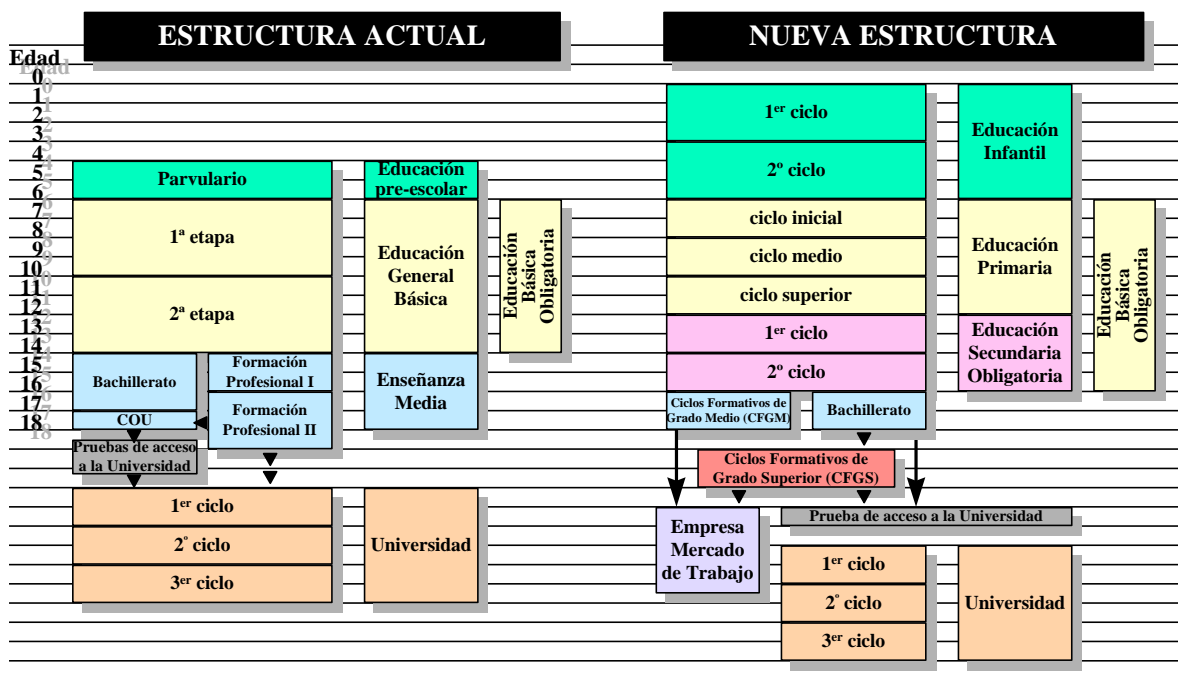 ESTRUCTURA ACTUAL
NUEVA ESTRUCTURA
Edad
0
1
2
3
4
5
6
7
8
9
10
11
12
13
14
15
16
17
18
Parvulario
1ª etapa
2ª etapa
Bachillerato
COU
Formación
Profesional I
Formación
Profesional II
Pruebas de acceso
a la Universidad
1er ciclo
2º ciclo
3er ciclo
Educación
pre-escolar
Educación
General
Básica
Enseñanza
Media
Universidad
Educación
Básica
Obligatoria
1er ciclo
2º ciclo
ciclo inicial
ciclo medio
ciclo superior
1er ciclo
2º ciclo
Ciclos Formativos de
Grado Medio (CFGM)
Bachillerato
Ciclos Formativos de
Grado Superior (CFGS)
Empresa
Mercado
de Trabajo
Prueba de acceso a la Universidad
1er ciclo
2º ciclo
3er ciclo
Educación
Infantil
Educación
Primaria
Educación
Secundaria
Obligatoria
Universidad
Educación
Básica
Obligatoria